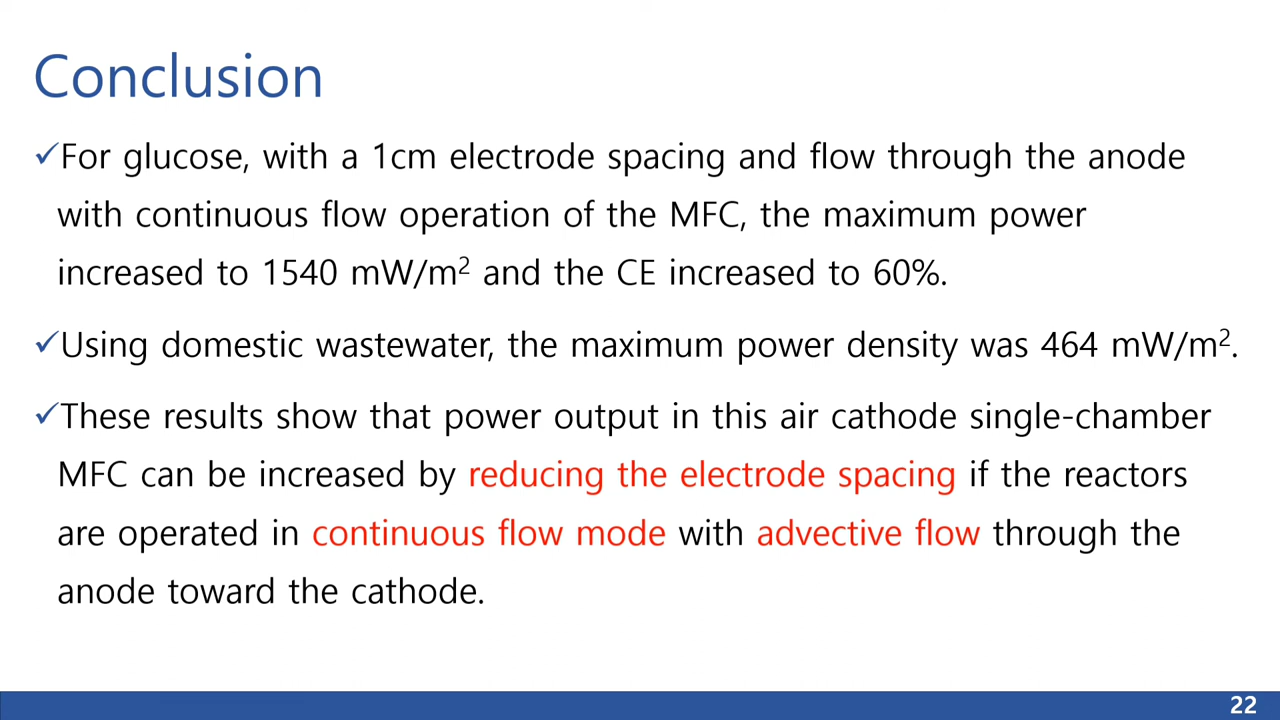 Conclusion
✓For glucose, with a 1cm electrode spacing and flow through the anode
with continuous flow operation of the MFC, the maximum power
increased to 1540 mW/m² and the CE increased to 60%.
✓Using domestic wastewater, the maximum power density was 464 mW/m².
✓These results show that power output in this air cathode single-chamber
MFC can be increased by reducing the electrode spacing if the reactors
are operated in continuous flow mode with advective flow through the
anode toward the cathode.
22